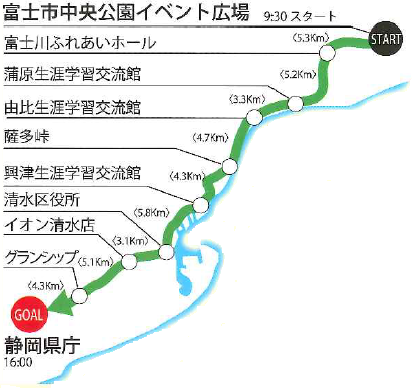 富士市中央公園イベント広場 9:30 スタート
START
(5.3Km)
富士川ふれあいホール
(5.2Km)
蒲原生涯学習交流館
(3.3Km)
由比生涯学習交流館
(4.7Km)
薩多峠
(4.3Km)
興津生涯学習交流館
(5.8Km)
清水区役所
(3.1Km)
イオン清水店
(5.1Km)
グランシップ
(4.3Km)
GOAL
静岡県庁
16:00